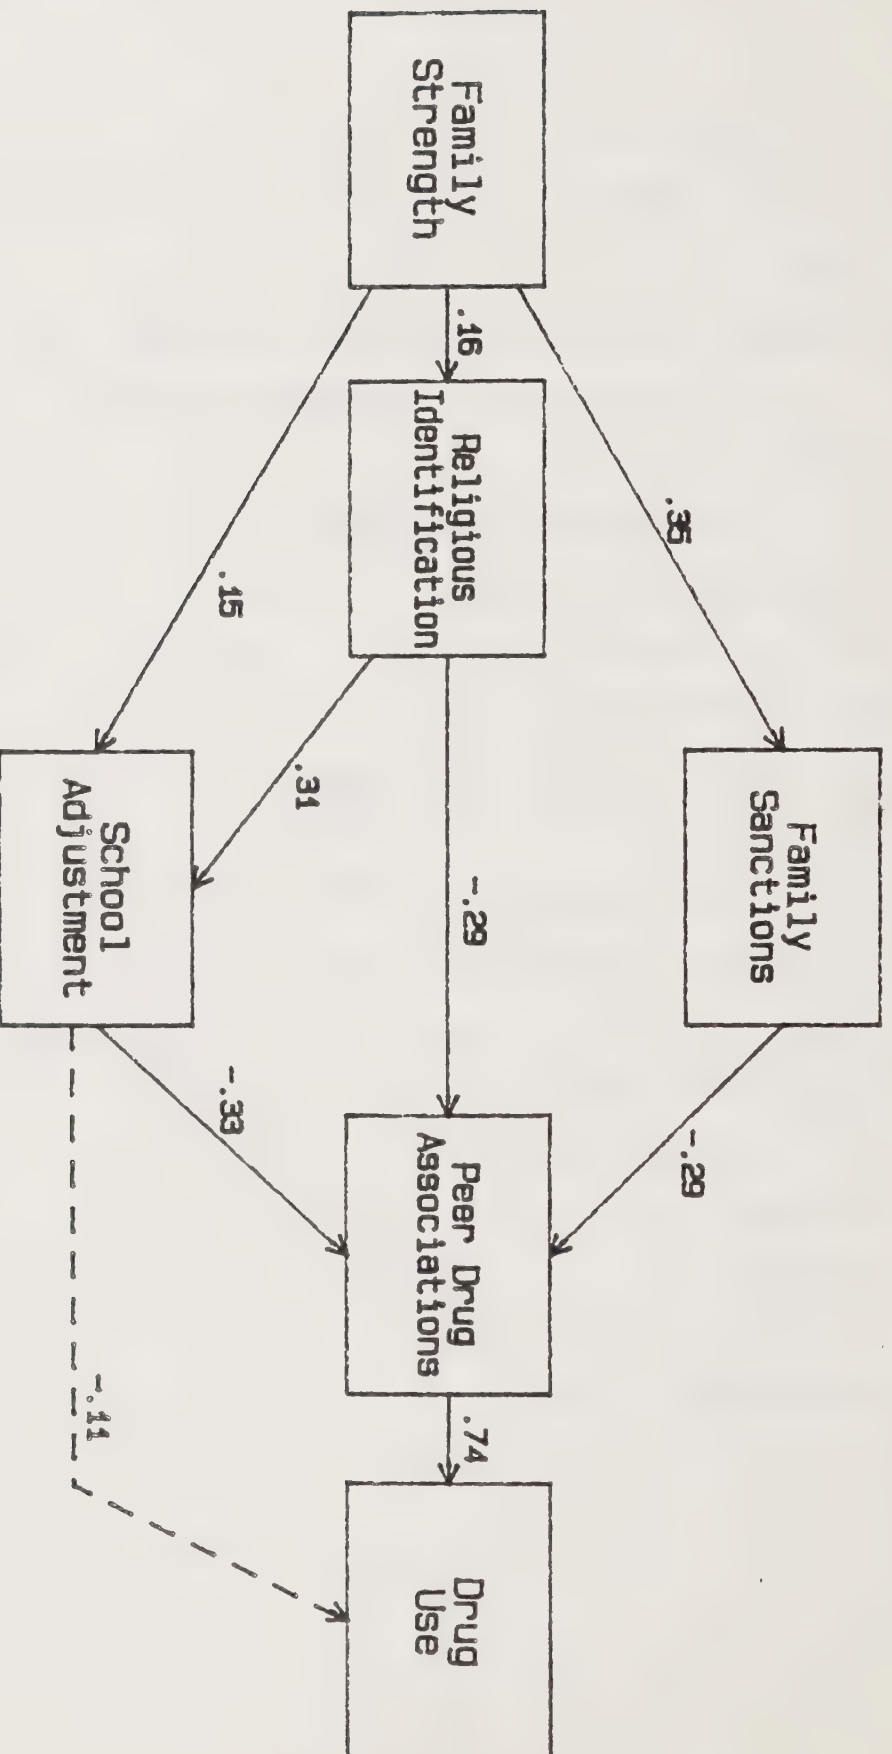 Family
Strength
.16
.35
.15
Religious
Identification
.31
-.29
Family
Sanctions
School
Adjustment
-.29
-.33
Peer Drug
Associations
.74
-.11
Drug
Use